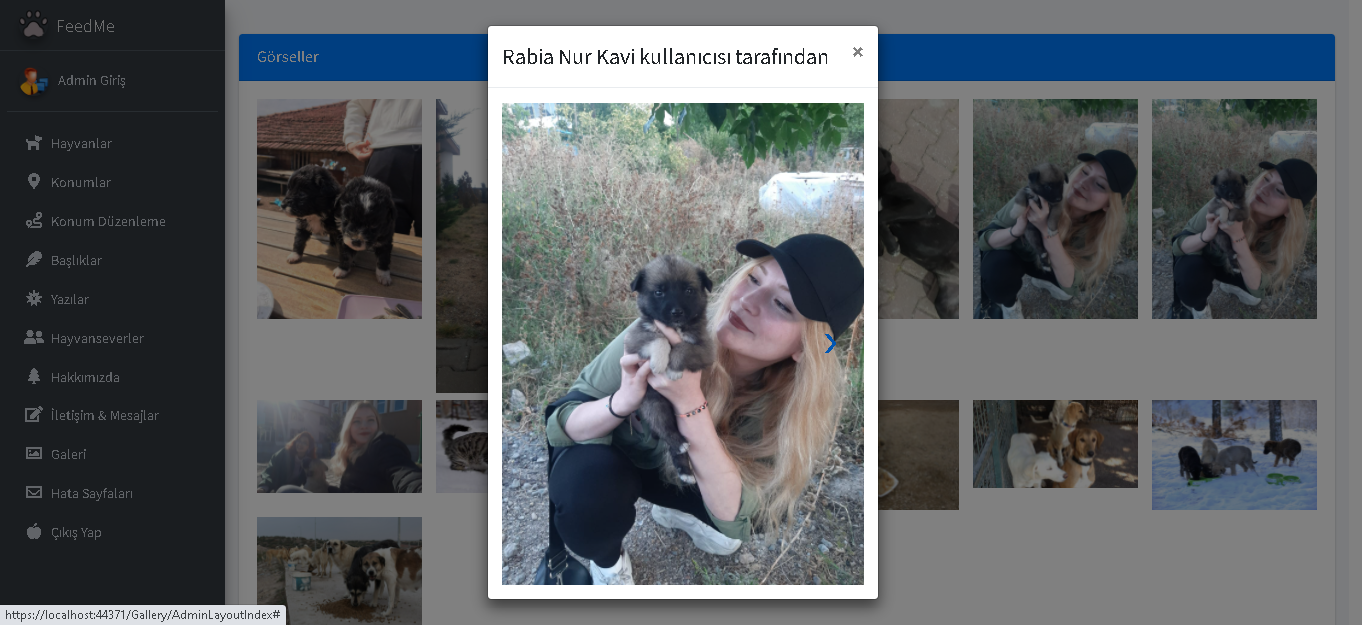 FeedMe
Admin Giriş
Hayvanlar
Konumlar
Konum Düzenleme
Başlıklar
Yazılar
Hayvanseverler
Hakkımızda
İletişim & Mesajlar
Galeri
Hata Sayfaları
Çıkış Yap
Görseller
Rabia Nur Kavi kullanıcısı tarafından
×
https://localhost:44371/Gallery/AdminLayoutIndex#